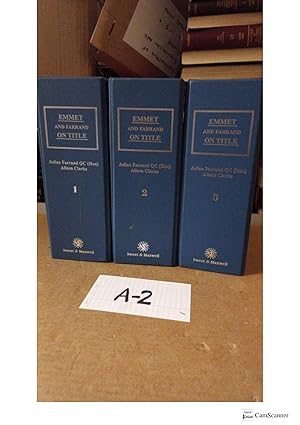 EMMET
AND FARRAND
ON TITLE
Julian Farrand QC (Hon)
Alison Clarke
1
Sweet & Maxwell
EMMET
AND FARRAND
ON TITLE
Julian Farrand QC (Hon)
Alison Clarke
2
Sweet & Maxwell
EMMET
AND FARRAND
ON TITLE
Julian Farrand QC (Hon)
Alison Clarke
3
Sweet & Maxwell
A-2
CamScanner